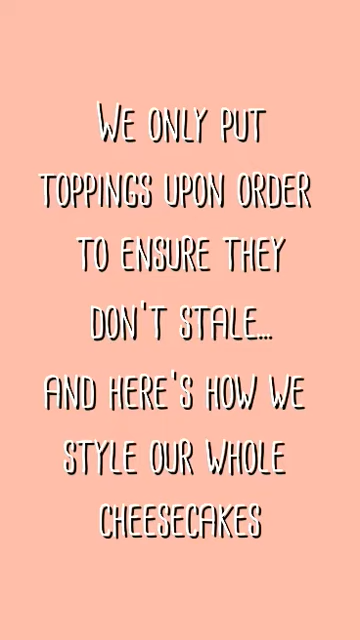 WE ONLY PUT
TOPPINGS UPON ORDER
TO ENSURE THEY
DON'T STALE...
AND HERE'S HOW WE
STYLE OUR WHOLE
CHEESECAKES